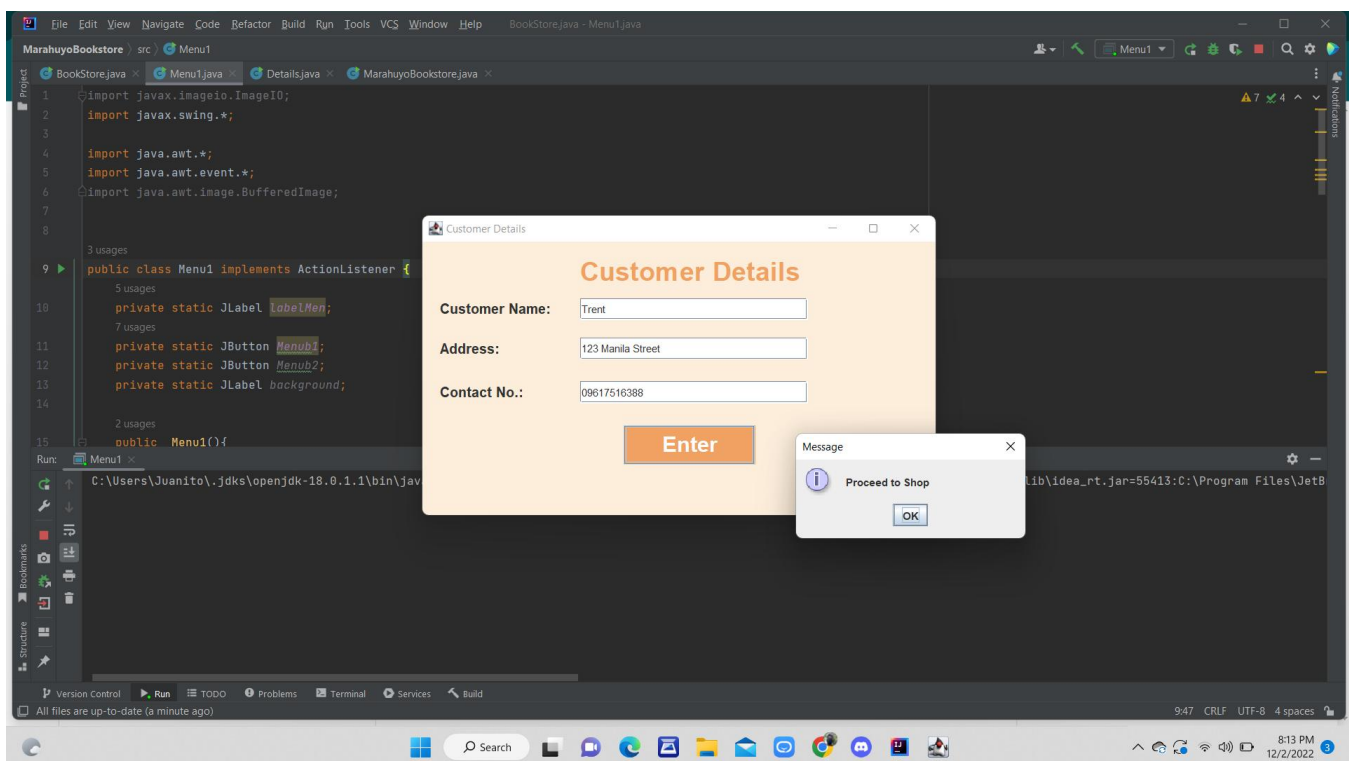 File Edit View Navigate Code Refactor Build Run Tools VCS Window Help BookStore.java - Menu1.java
MarahuyoBookstore src Menu1 Menu1
Project
BookStore.java Menu1.java Details.java MarahuyoBookstore.java
Notifications
7 4
1 import javax.imageio.ImageIO;
2 import javax.swing.*;
3
4 import java.awt.*;
5 import java.awt.event.*;
6 import java.awt.image.BufferedImage;
7
8
3 usages
9 public class Menu1 implements ActionListener {
5 usages
10 private static JLabel labelMen;
7 usages
11 private static JButton Menub1;
12 private static JButton Menub2;
13 private static JLabel background;
14
2 usages
15 public Menu1(){
Customer Details
Customer Details
Customer Name: Trent
Address: 123 Manila Street
Contact No.: 09617516388
Enter
Message
Proceed to Shop
OK
Run: Menu1
C:\Users\Juanito\.jdks\openjdk-18.0.1.1\bin\jav lib\idea_rt.jar=55413:C:\Program Files\JetB
Bookmarks
Structure
Version Control Run TODO Problems Terminal Services Build
All files are up-to-date (a minute ago) 9:47 CRLF UTF-8 4 spaces
Search
8:13 PM
12/2/2022 3